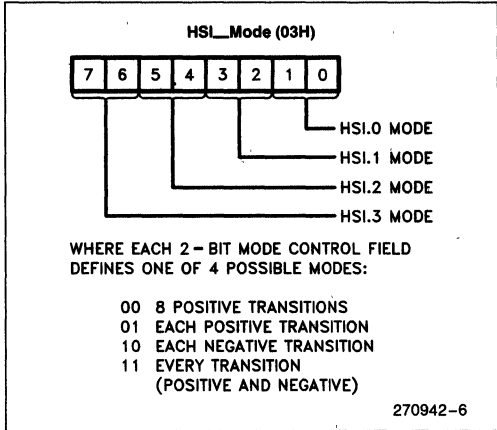 HSI__Mode (03H)
7 6 5 4 3 2 1 0
HSI.0 MODE
HSI.1 MODE
HSI.2 MODE
HSI.3 MODE
WHERE EACH 2-BIT MODE CONTROL FIELD
DEFINES ONE OF 4 POSSIBLE MODES:
00 8 POSITIVE TRANSITIONS
01 EACH POSITIVE TRANSITION
10 EACH NEGATIVE TRANSITION
11 EVERY TRANSITION
(POSITIVE AND NEGATIVE)
270942-6